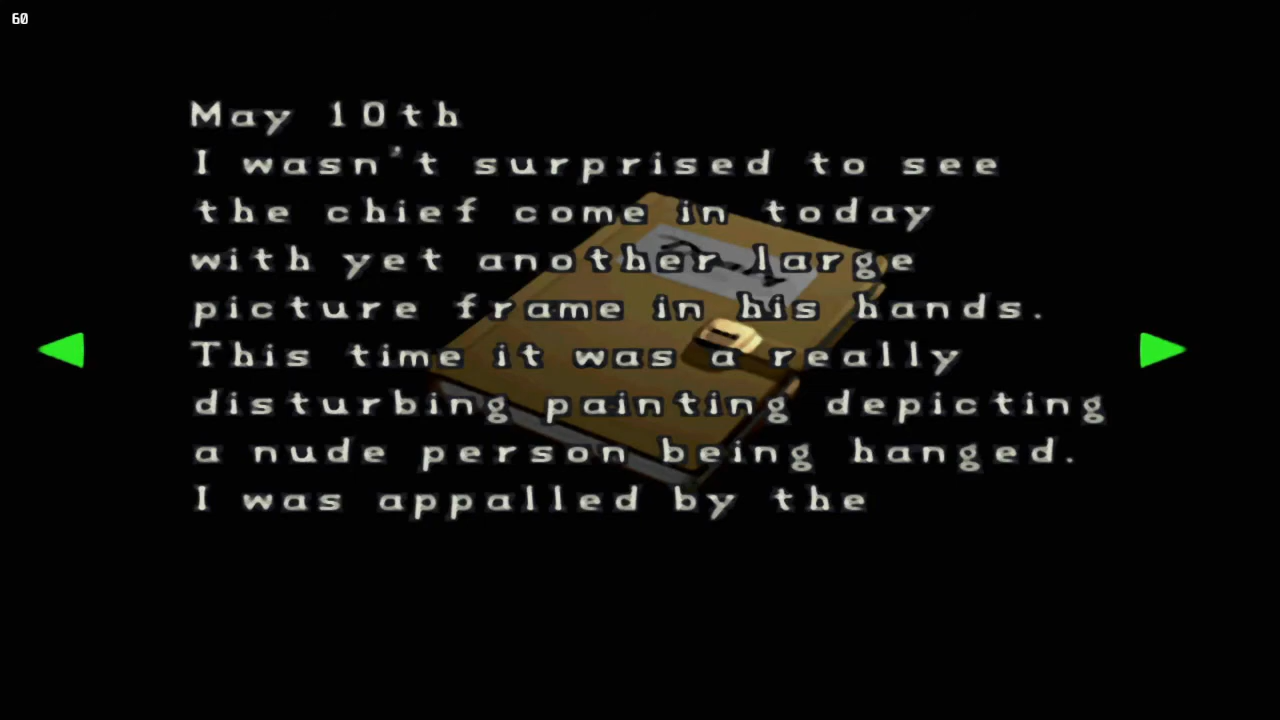 60
May 10th
I wasn't surprised to see
the chief come in today
with yet another large
picture frame in his hands.
This time it was a really
disturbing painting depicting
a nude person being hanged.
I was appalled by the
Diary